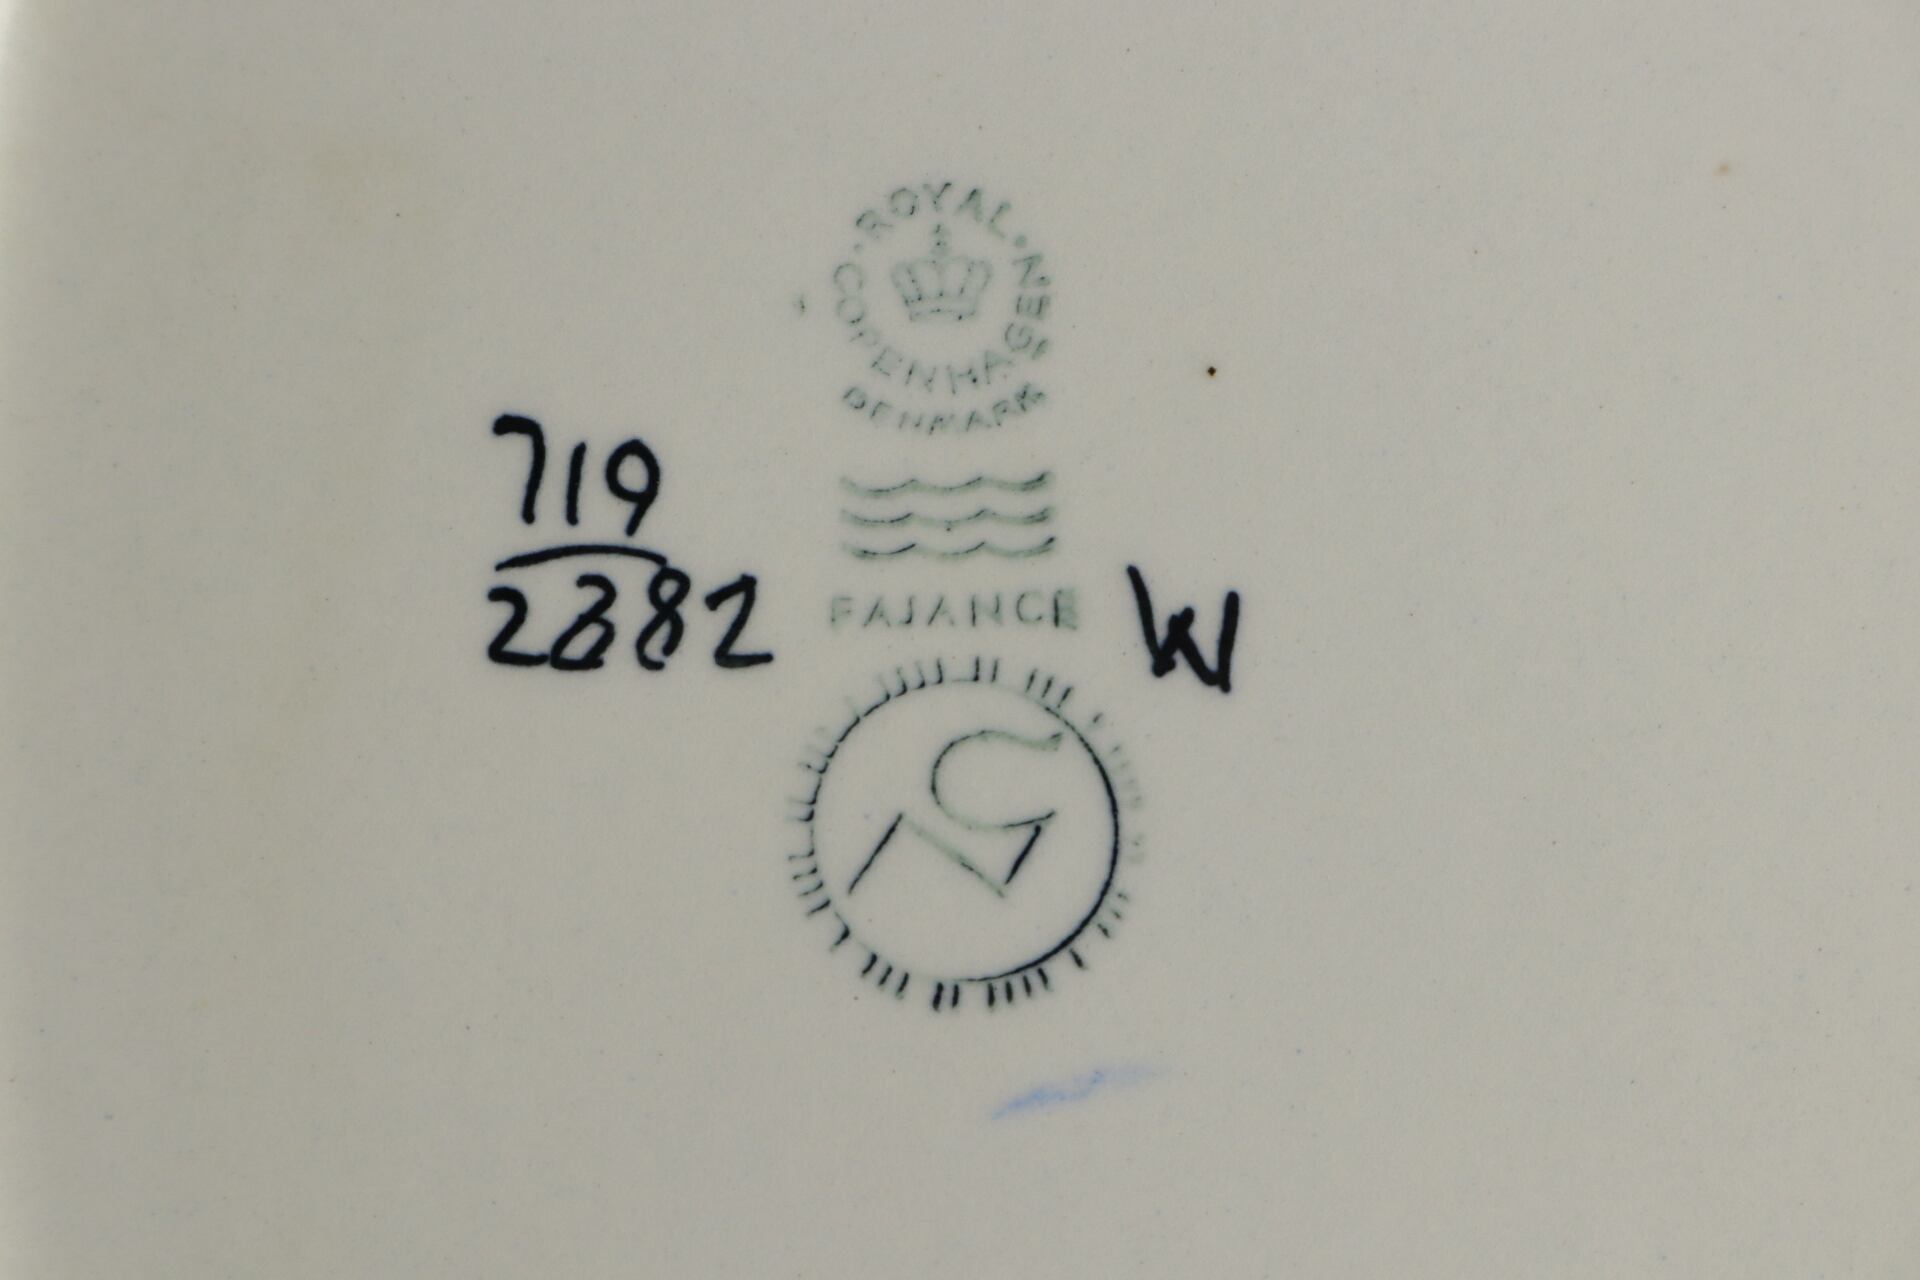 ROYAL
COPENHAGEN
DENMARK
719
2882
FAJANCE
W